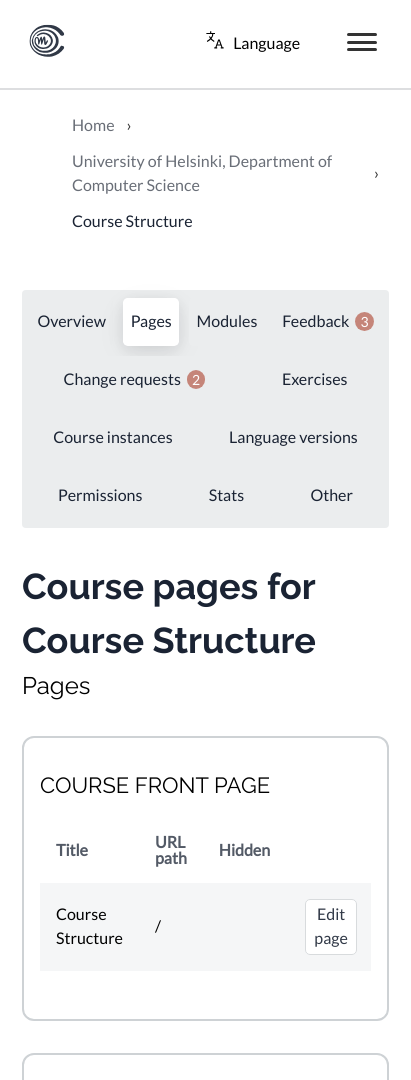 Language
Home ›
University of Helsinki, Department of
Computer Science ›
Course Structure
Overview Pages Modules Feedback 3
Change requests 2 Exercises
Course instances Language versions
Permissions Stats Other
Course pages for
Course Structure
Pages
COURSE FRONT PAGE
Title URL path Hidden
Course Structure / Edit page